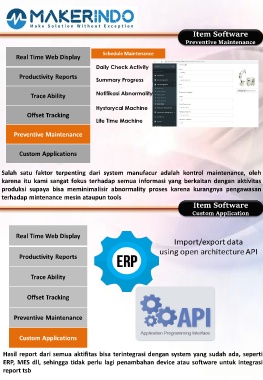 MAKERINDO
Make Solution Without Exception
Item Software
Preventive Maintenance
Real Time Web Display
Productivity Reports
Trace Ability
Offset Tracking
Preventive Maintenance
Custom Applications
Schedule Maintenance
Daily Check Activity
Summary Progress
Notifikasi Abnormality
Hystorycal Machine
Life Time Machine
Salah satu faktor terpenting dari system manufacur adalah kontrol maintenance, oleh
karena itu kami sangat fokus terhadap semua informasi yang berkaitan dengan aktivitas
produksi supaya bisa meminimalisir abnormality proses karena kurangnya pengawasan
terhadap mintenance mesin ataupun tools
Item Software
Custom Application
Real Time Web Display
Productivity Reports
Trace Ability
Offset Tracking
Preventive Maintenance
Custom Applications
ERP
Import/export data
using open architecture API
API
Application Programming Interface
Hasil report dari semua aktifitas bisa terintegrasi dengan system yang sudah ada, seperti
ERP, MES dll, sehingga tidak perlu lagi penambahan device atau software untuk integrasi
report tsb